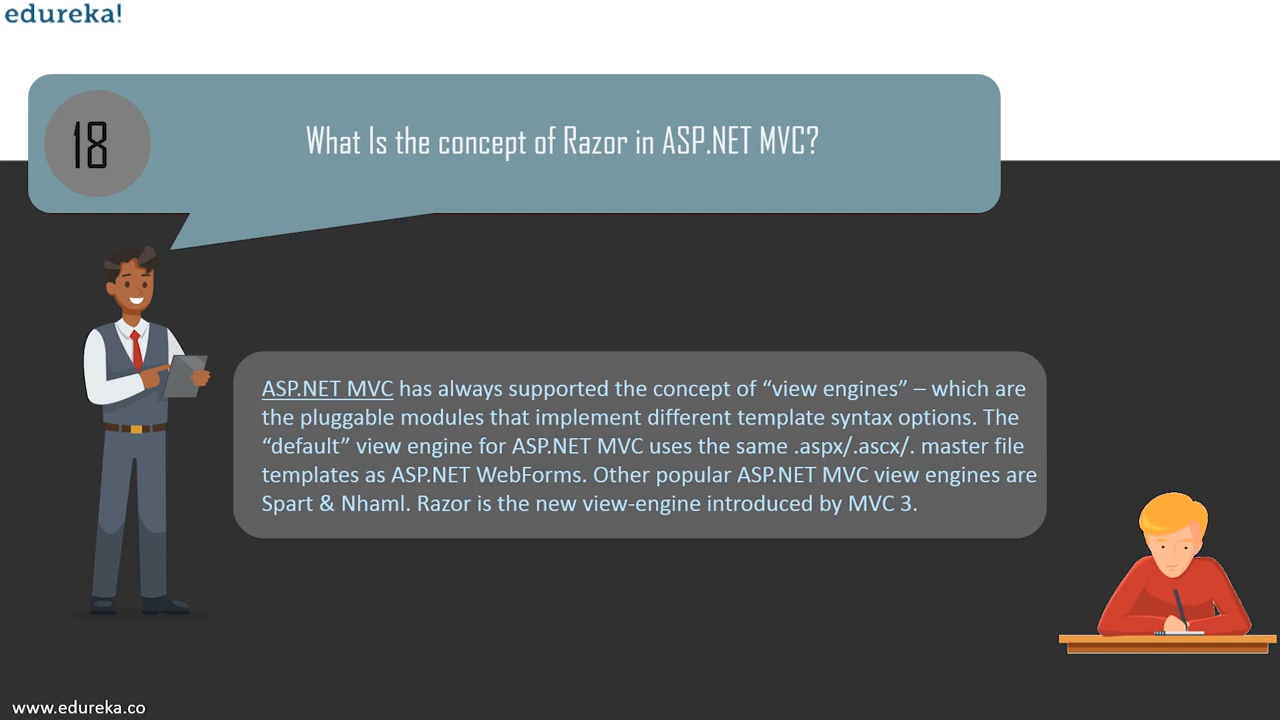 edureka!
18
What Is the concept of Razor in ASP.NET MVC?
ASP.NET MVC has always supported the concept of “view engines” – which are
the pluggable modules that implement different template syntax options. The
“default” view engine for ASP.NET MVC uses the same .aspx/.ascx/. master file
templates as ASP.NET WebForms. Other popular ASP.NET MVC view engines are
Spart & Nhaml. Razor is the new view-engine introduced by MVC 3.
www.edureka.co